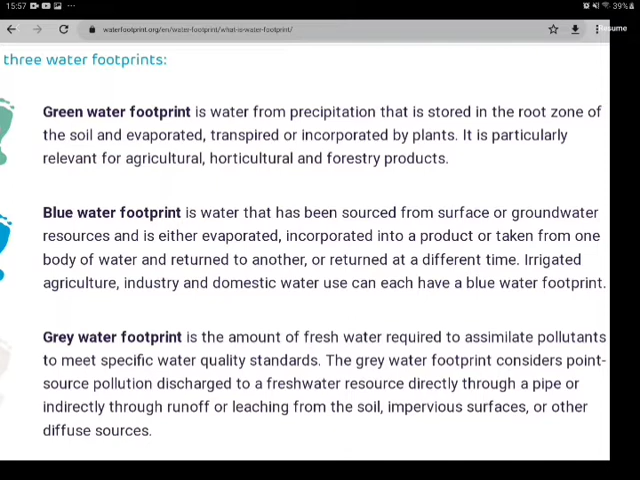 15:57
39%
waterfootprint.org/en/water-footprint/what-is-water-footprint/
Resume
three water footprints:
Green water footprint is water from precipitation that is stored in the root zone of
the soil and evaporated, transpired or incorporated by plants. It is particularly
relevant for agricultural, horticultural and forestry products.
Blue water footprint is water that has been sourced from surface or groundwater
resources and is either evaporated, incorporated into a product or taken from one
body of water and returned to another, or returned at a different time. Irrigated
agriculture, industry and domestic water use can each have a blue water footprint.
Grey water footprint is the amount of fresh water required to assimilate pollutants
to meet specific water quality standards. The grey water footprint considers point-
source pollution discharged to a freshwater resource directly through a pipe or
indirectly through runoff or leaching from the soil, impervious surfaces, or other
diffuse sources.